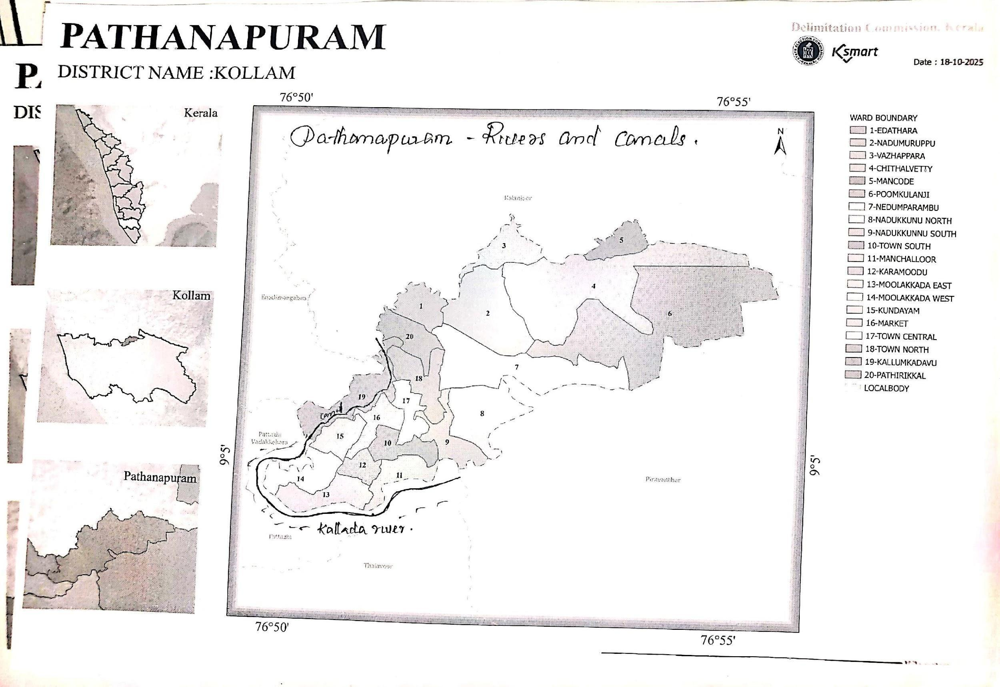 PATHANAPURAM
DISTRICT NAME :KOLLAM
Delimitation Commission, Kerala
Ksmart
Date : 18-10-2025
P
DIS
Kerala
Kollam
Pathanapuram
76°50'
76°55'
Pathanapuram - Rivers and canals.
N
Kalanjoor
3
5
4
Enadimangalam
1
2
6
20
7
18
19
17
canal
16
8
15
Pattazhi
Vadakkekara
10
9
9°5'
9°5'
12
14
11
Piravanthur
13
Kallada river.
Pattazhi
Thalavoor
76°50'
76°55'
WARD BOUNDARY
1-EDATHARA
2-NADUMURUPPU
3-VAZHAPPARA
4-CHITHALVETTY
5-MANCODE
6-POOMKULANJI
7-NEDUMPARAMBU
8-NADUKKUNU NORTH
9-NADUKKUNNU SOUTH
10-TOWN SOUTH
11-MANCHALLOOR
12-KARAMOODU
13-MOOLAKKADA EAST
14-MOOLAKKADA WEST
15-KUNDAYAM
16-MARKET
17-TOWN CENTRAL
18-TOWN NORTH
19-KALLUMKADAVU
20-PATHIRIKKAL
LOCALBODY